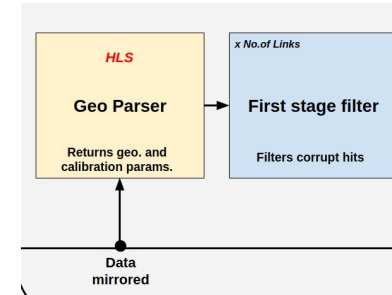 HLS
Geo Parser
Returns geo. and
calibration params.
x No.of Links
First stage filter
Filters corrupt hits
Data
mirrored